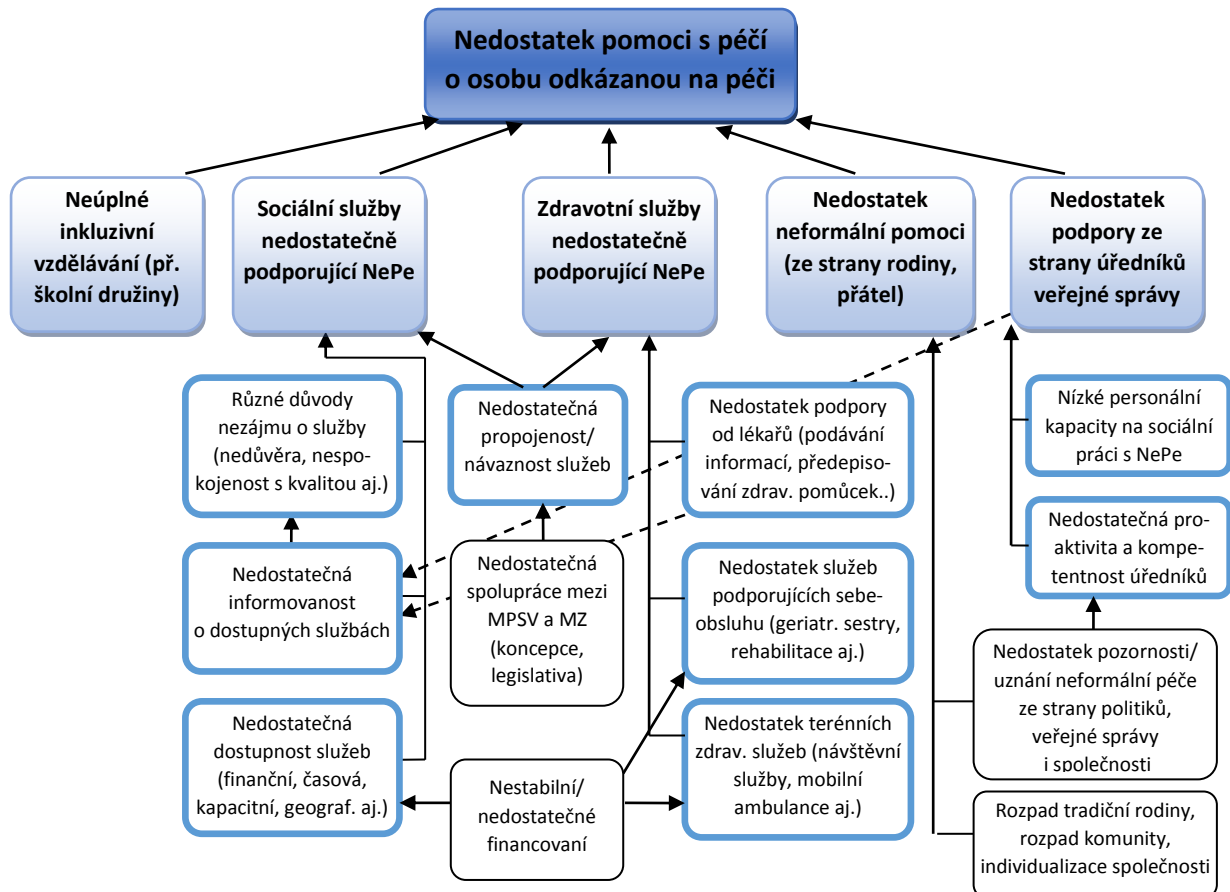 Nedostatek pomoci s péčí
o osobu odkázanou na péči
Neúplné
inkluzivní
vzdělávání (př.
školní družiny)
Sociální služby
nedostatečně
podporující NePe
Zdravotní služby
nedostatečně
podporující NePe
Nedostatek
neformální pomoci
(ze strany rodiny,
přátel)
Nedostatek
podpory ze
strany úředníků
veřejné správy
Různé důvody
nezájmu o služby
(nedůvěra, nespo-
kojenost s kvalitou aj.)
Nedostatečná
propojenost/
návaznost služeb
Nedostatek podpory
od lékařů (podávání
informací, předepiso-
vání zdrav. pomůcek..)
Nízké personální
kapacity na sociální
práci s NePe
Nedostatečná
informovanost
o dostupných službách
Nedostatečná
spolupráce mezi
MPSV a MZ
(koncepce,
legislativa)
Nedostatek služeb
podporujících sebe-
obsluhu (geriatr. sestry,
rehabilitace aj.)
Nedostatečná pro-
aktivita a kompe-
tentnost úředníků
Nedostatečná
dostupnost služeb
(finanční, časová,
kapacitní, geograf. aj.)
Nestabilní/
nedostatečné
financovaní
Nedostatek terénních
zdrav. služeb (návštěvní
služby, mobilní
ambulance aj.)
Nedostatek pozornosti/
uznání neformální péče
ze strany politiků,
veřejné správy
i společnosti
Rozpad tradiční rodiny,
rozpad komunity,
individualizace společnosti